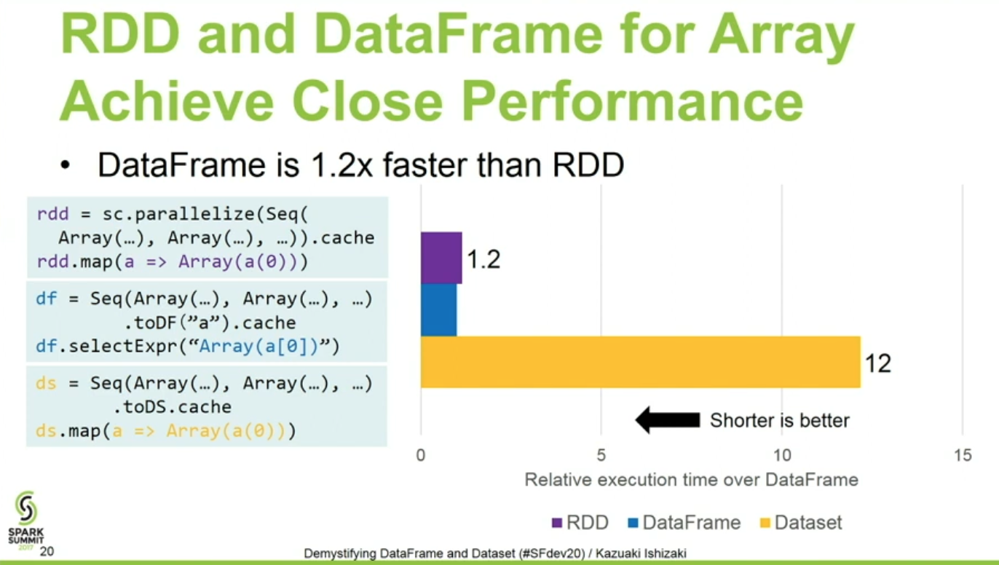 RDD and DataFrame for Array
Achieve Close Performance
• DataFrame is 1.2x faster than RDD
rdd = sc.parallelize(Seq(
Array(…), Array(…), …)).cache
rdd.map(a => Array(a(0)))
df = Seq(Array(…), Array(…), …)
.toDF(”a”).cache
df.selectExpr(“Array(a[0])”)
ds = Seq(Array(…), Array(…), …)
.toDS.cache
ds.map(a => Array(a(0)))
1.2
12
Shorter is better
0 5 10 15
Relative execution time over DataFrame
RDD DataFrame Dataset
SPARK
SUMMIT
2017
20
Demystifying DataFrame and Dataset (#SFdev20) / Kazuaki Ishizaki